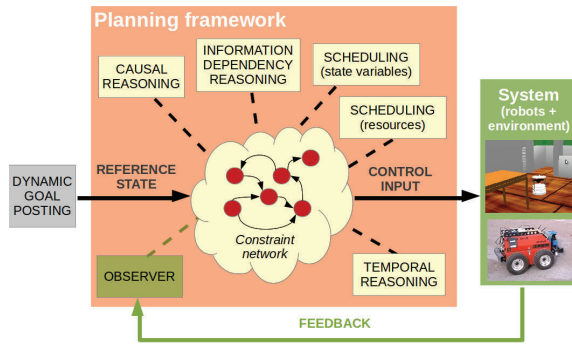 Planning framework
CAUSAL
REASONING
INFORMATION
DEPENDENCY
REASONING
SCHEDULING
(state variables)
SCHEDULING
(resources)
System
(robots +
environment)
DYNAMIC
GOAL
POSTING
REFERENCE
STATE
CONTROL
INPUT
Constraint
network
OBSERVER
TEMPORAL
REASONING
FEEDBACK